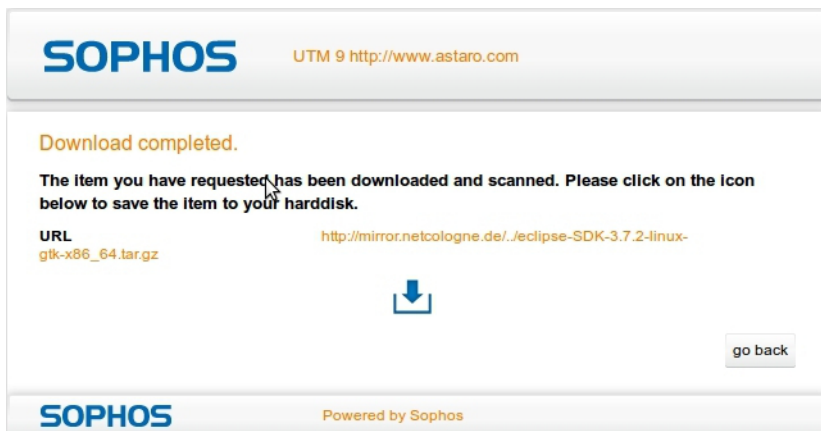 SOPHOS UTM 9 http://www.astaro.com
Download completed.
The item you have requested has been downloaded and scanned. Please click on the icon
below to save the item to your harddisk.
URL http://mirror.netcologne.de/../eclipse-SDK-3.7.2-linux-
gtk-x86_64.tar.gz
go back
SOPHOS Powered by Sophos